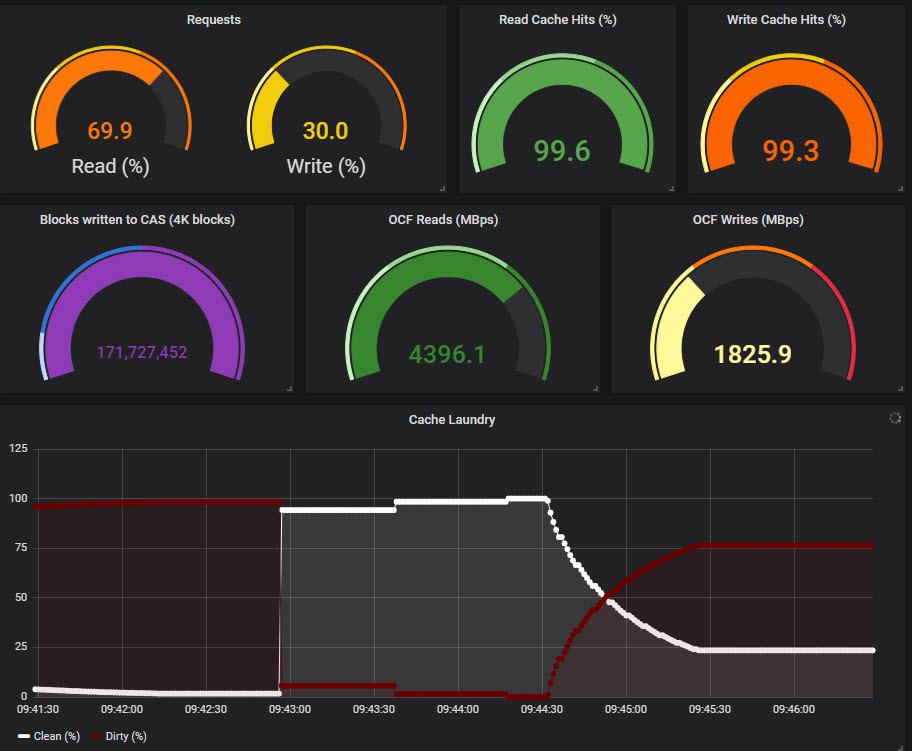 Requests
Read Cache Hits (%)
Write Cache Hits (%)
69.9
Read (%)
30.0
Write (%)
99.6
99.3
Blocks written to CAS (4K blocks)
OCF Reads (MBps)
OCF Writes (MBps)
171,727,452
4396.1
1825.9
Cache Laundry
125
100
75
50
25
0
09:41:30 09:42:00 09:42:30 09:43:00 09:43:30 09:44:00 09:44:30 09:45:00 09:45:30 09:46:00
Clean (%) Dirty (%)